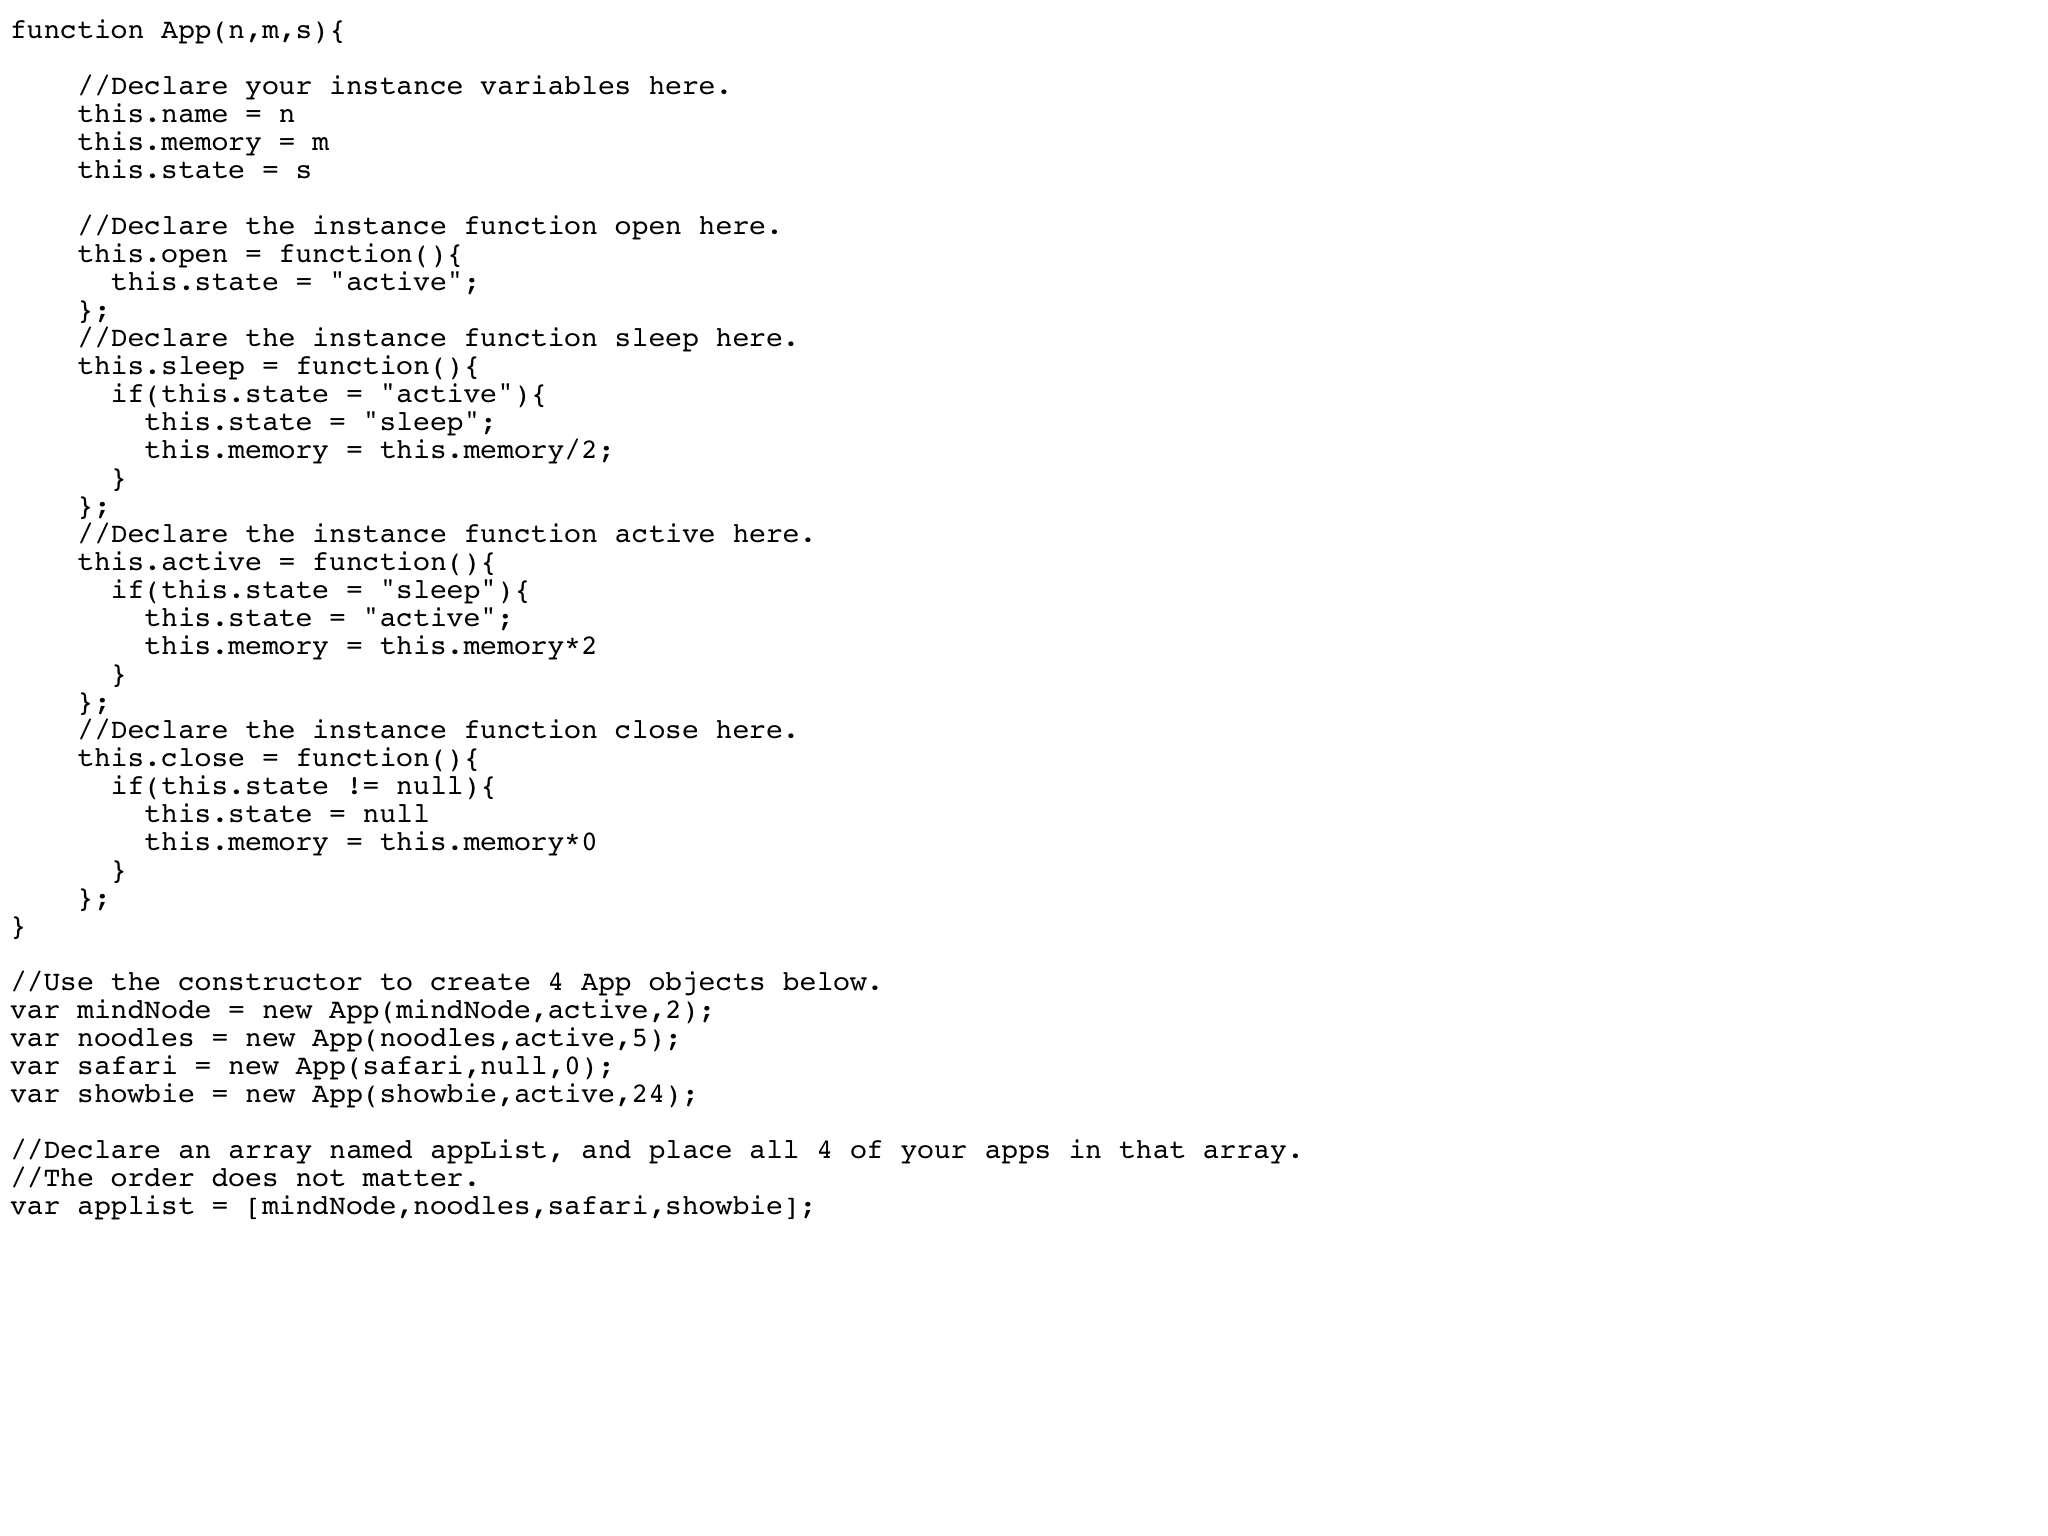 function App(n,m,s){
//Declare your instance variables here.
this.name = n
this.memory = m
this.state = s
//Declare the instance function open here.
this.open = function(){
this.state = "active";
};
//Declare the instance function sleep here.
this.sleep = function(){
if(this.state = "active"){
this.state = "sleep";
this.memory = this.memory/2;
}
};
//Declare the instance function active here.
this.active = function(){
if(this.state = "sleep"){
this.state = "active";
this.memory = this.memory*2
}
};
//Declare the instance function close here.
this.close = function(){
if(this.state != null){
this.state = null
this.memory = this.memory*0
}
};
}
//Use the constructor to create 4 App objects below.
var mindNode = new App(mindNode,active,2);
var noodles = new App(noodles,active,5);
var safari = new App(safari,null,0);
var showbie = new App(showbie,active,24);
//Declare an array named appList, and place all 4 of your apps in that array.
//The order does not matter.
var applist = [mindNode,noodles,safari,showbie];